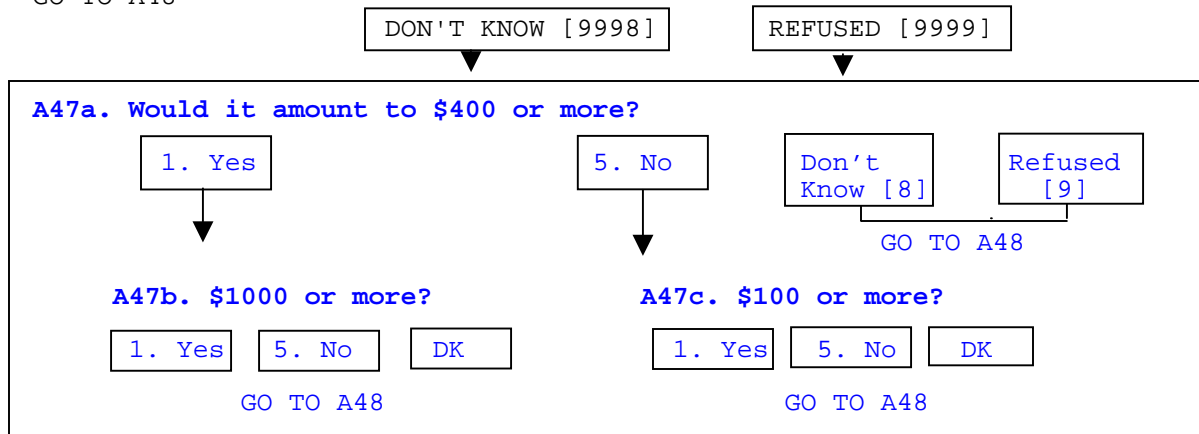 GO TO A48
DON'T KNOW [9998] REFUSED [9999]
A47a. Would it amount to $400 or more?
1. Yes 5. No Don't Know [8] Refused [9]
GO TO A48
A47b. $1000 or more? A47c. $100 or more?
1. Yes 5. No DK 1. Yes 5. No DK
GO TO A48 GO TO A48